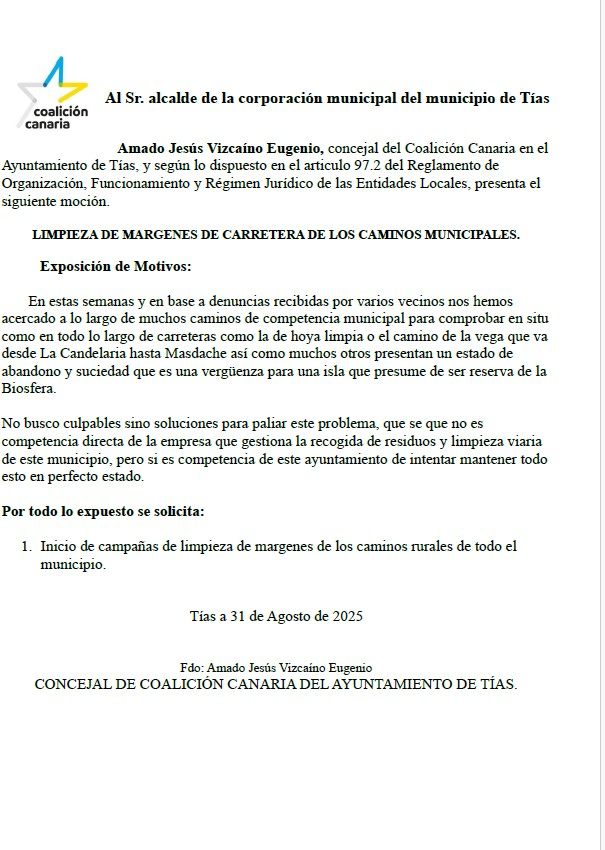 coalición
canaria
Al Sr. alcalde de la corporación municipal del municipio de Tías
Amado Jesús Vizcaíno Eugenio, concejal del Coalición Canaria en el
Ayuntamiento de Tías, y según lo dispuesto en el articulo 97.2 del Reglamento de
Organización, Funcionamiento y Régimen Jurídico de las Entidades Locales, presenta el
siguiente moción.
LIMPIEZA DE MARGENES DE CARRETERA DE LOS CAMINOS MUNICIPALES.
Exposición de Motivos:
En estas semanas y en base a denuncias recibidas por varios vecinos nos hemos
acercado a lo largo de muchos caminos de competencia municipal para comprobar en situ
como en todo lo largo de carreteras como la de hoya limpia o el camino de la vega que va
desde La Candelaria hasta Masdache así como muchos otros presentan un estado de
abandono y suciedad que es una vergüenza para una isla que presume de ser reserva de la
Biosfera.
No busco culpables sino soluciones para paliar este problema, que se que no es
competencia directa de la empresa que gestiona la recogida de residuos y limpieza viaria
de este municipio, pero si es competencia de este ayuntamiento de intentar mantener todo
esto en perfecto estado.
Por todo lo expuesto se solicita:
1. Inicio de campañas de limpieza de margenes de los caminos rurales de todo el
municipio.
Tías a 31 de Agosto de 2025
Fdo: Amado Jesús Vizcaíno Eugenio
CONCEJAL DE COALICIÓN CANARIA DEL AYUNTAMIENTO DE TÍAS.